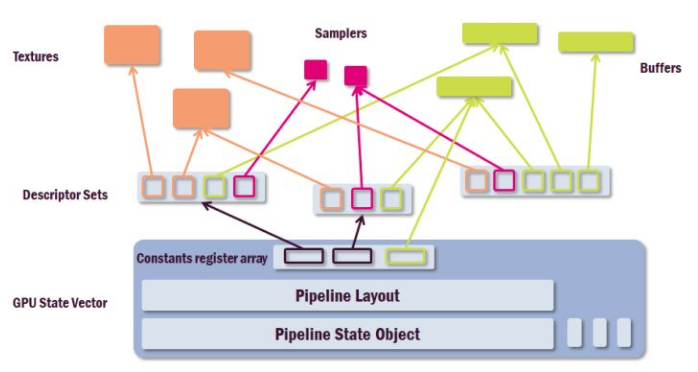 Samplers
Textures
Buffers
Descriptor Sets
Constants register array
GPU State Vector
Pipeline Layout
Pipeline State Object